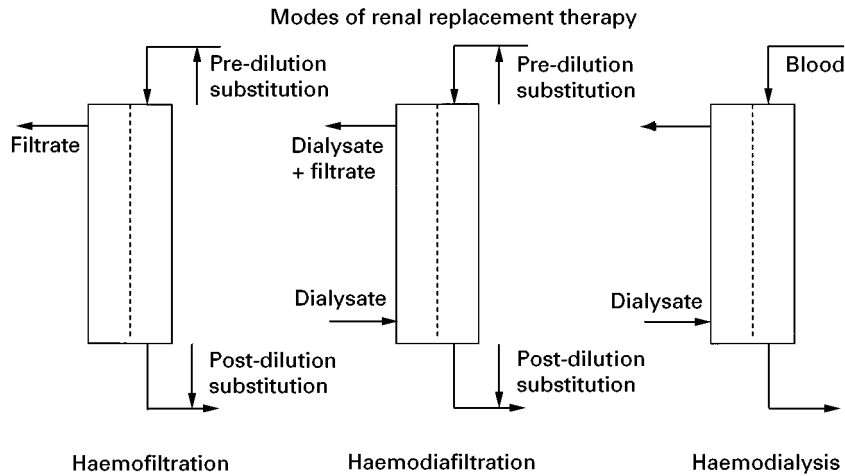 Modes of renal replacement therapy
Pre-dilution
substitution
Filtrate
Post-dilution
substitution
Haemofiltration
Pre-dilution
substitution
Dialysate
+ filtrate
Dialysate
Post-dilution
substitution
Haemodiafiltration
Blood
Dialysate
Haemodialysis